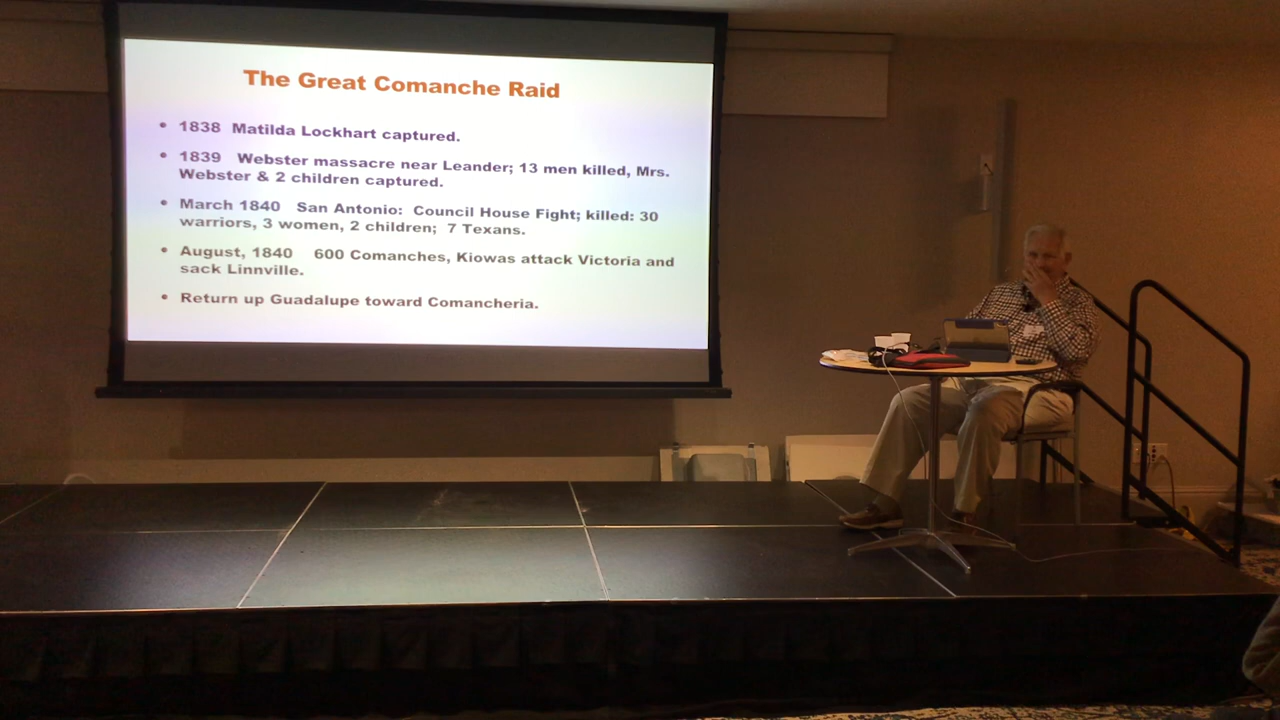 The Great Comanche Raid
• 1838 Matilda Lockhart captured.
• 1839 Webster massacre near Leander; 13 men killed, Mrs.
Webster & 2 children captured.
• March 1840 San Antonio: Council House Fight; killed: 30
warriors, 3 women, 2 children; 7 Texans.
• August, 1840 600 Comanches, Kiowas attack Victoria and
sack Linnville.
• Return up Guadalupe toward Comancheria.